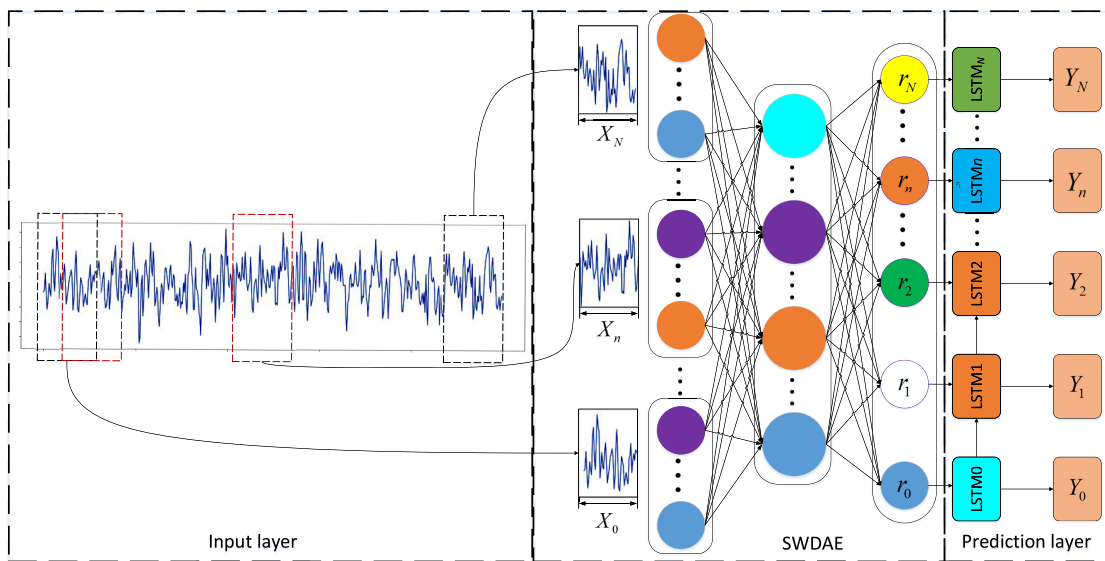 X_N
X_n
X_0
r_N
r_n
r_2
r_1
r_0
LSTM_N
LSTMn
LSTM2
LSTM1
LSTM0
Y_N
Y_n
Y_2
Y_1
Y_0
Input layer
SWDAE
Prediction layer